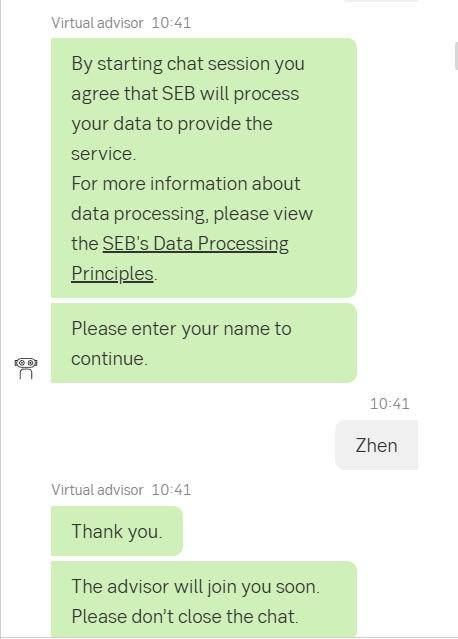 Virtual advisor 10:41
By starting chat session you
agree that SEB will process
your data to provide the
service.
For more information about
data processing, please view
the SEB's Data Processing
Principles.
Please enter your name to
continue.
10:41
Zhen
Virtual advisor 10:41
Thank you.
The advisor will join you soon.
Please don’t close the chat.